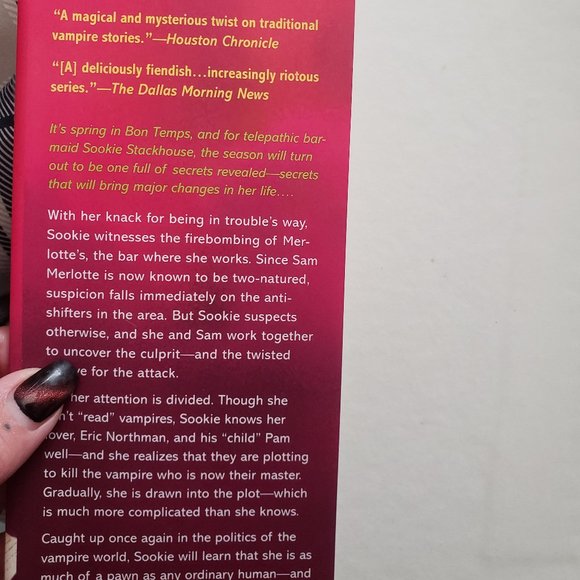 “A magical and mysterious twist on traditional
vampire stories.”—Houston Chronicle
“[A] deliciously fiendish…increasingly riotous
series.”—The Dallas Morning News
It’s spring in Bon Temps, and for telepathic bar-
maid Sookie Stackhouse, the season will turn
out to be one full of secrets revealed—secrets
that will bring major changes in her life....
With her knack for being in trouble’s way,
Sookie witnesses the firebombing of Mer-
lotte’s, the bar where she works. Since Sam
Merlotte is now known to be two-natured,
suspicion falls immediately on the anti-
shifters in the area. But Sookie suspects
otherwise, and she and Sam work together
to uncover the culprit—and the twisted
for the attack.
her attention is divided. Though she
“read” vampires, Sookie knows her
lover, Eric Northman, and his “child” Pam
well—and she realizes that they are plotting
to kill the vampire who is now their master.
Gradually, she is drawn into the plot—which
is much more complicated than she knows.
Caught up once again in the politics of the
vampire world, Sookie will learn that she is as
much of a pawn as any ordinary human—and